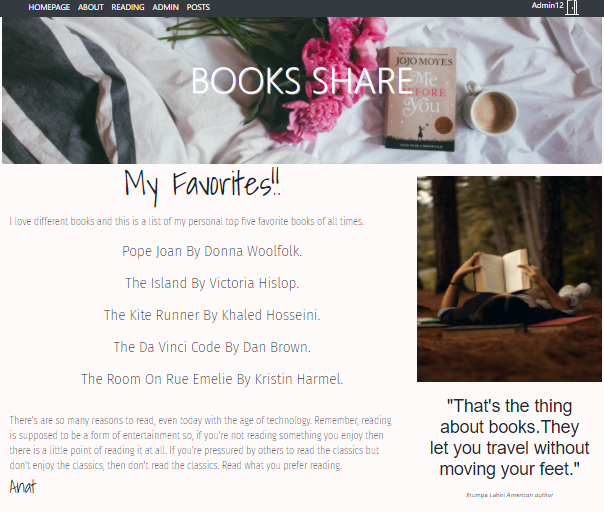 HOMEPAGE ABOUT READING ADMIN POSTS Admin12
BOOKS SHARE
JOJO MOYES
Me
BEFORE
You
My Favorites!!
I love different books and this is a list of my personal top five favorite books of all times.
Pope Joan By Donna Woolfolk.
The Island By Victoria Hislop.
The Kite Runner By Khaled Hosseini.
The Da Vinci Code By Dan Brown.
The Room On Rue Emelie By Kristin Harmel.
There's are so many reasons to read, even today with the age of technology. Remember, reading
is supposed to be a form of entertainment so, if you're not reading something you enjoy then
there is a little point of reading it at all. If you're pressured by others to read the classics but
don't enjoy the classics, then don't read the classics. Read what you prefer reading.
Anat
"That's the thing
about books.They
let you travel without
moving your feet."
Jhumpa Lahiri American author